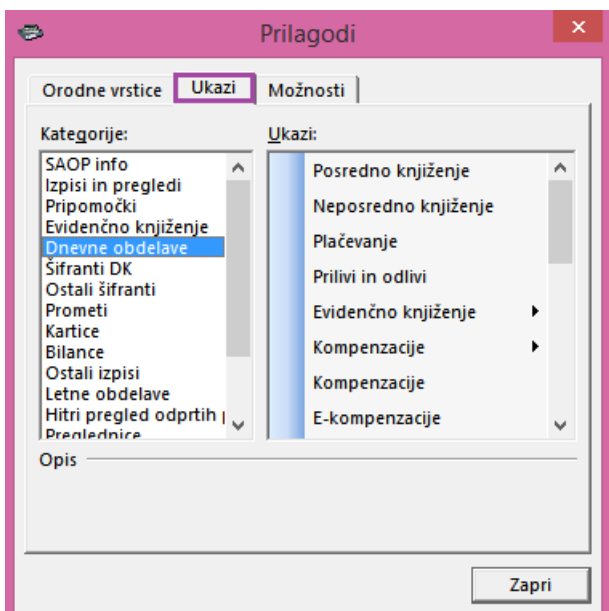 Prilagodi
Orodne vrstice Ukazi Možnosti
Kategorije:
SAOP info
Izpisi in pregledi
Pripomočki
Evidenčno knjiženje
Dnevne obdelave
Šifranti DK
Ostali šifranti
Prometi
Kartice
Bilance
Ostali izpisi
Letne obdelave
Hitri pregled odprtih
Preglednice
Ukazi:
Posredno knjiženje
Neposredno knjiženje
Plačevanje
Prilivi in odlivi
Evidenčno knjiženje
Kompenzacije
Kompenzacije
E-kompenzacije
Opis
Zapri